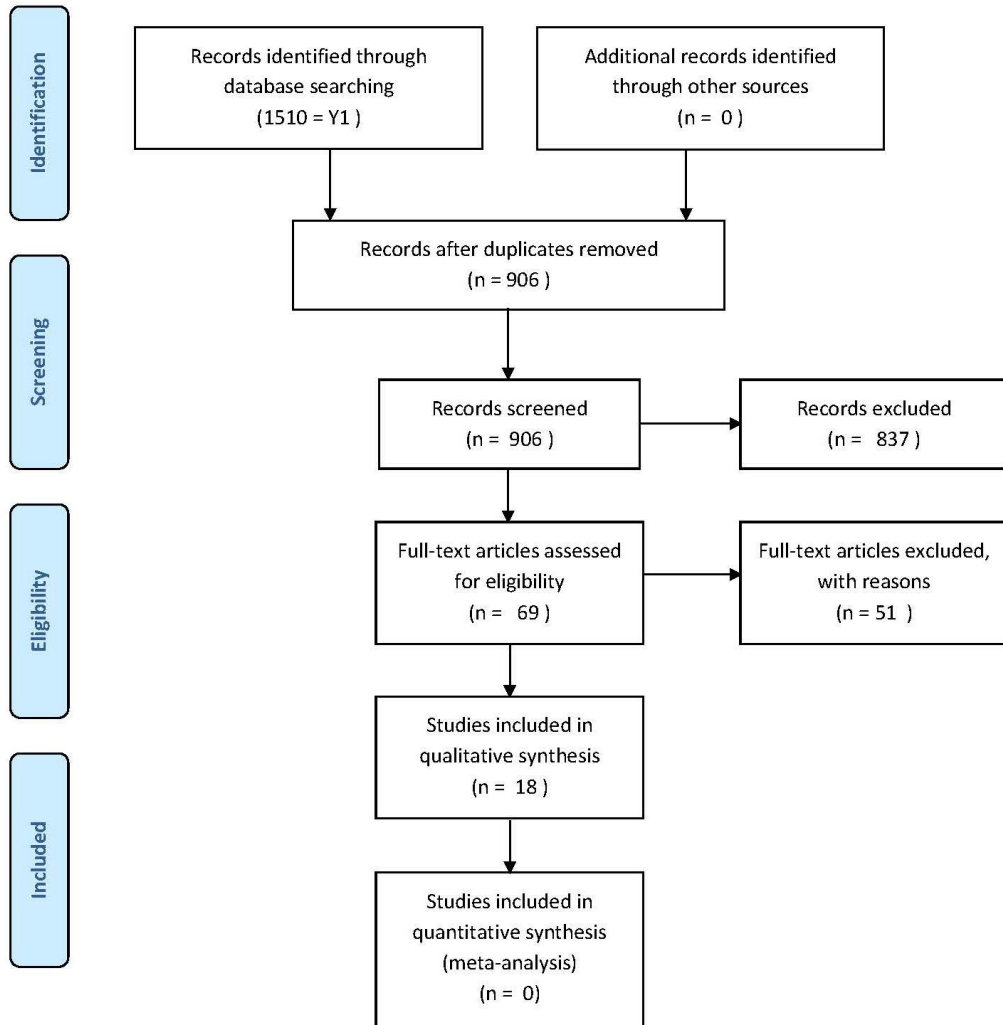 Identification
Records identified through
database searching
(1510 = Y1 )
Additional records identified
through other sources
(n = 0 )
Records after duplicates removed
(n = 906 )
Screening
Records screened
(n = 906 )
Records excluded
(n = 837 )
Eligibility
Full-text articles assessed
for eligibility
(n = 69 )
Full-text articles excluded,
with reasons
(n = 51 )
Studies included in
qualitative synthesis
(n = 18 )
Included
Studies included in
quantitative synthesis
(meta-analysis)
(n = 0)